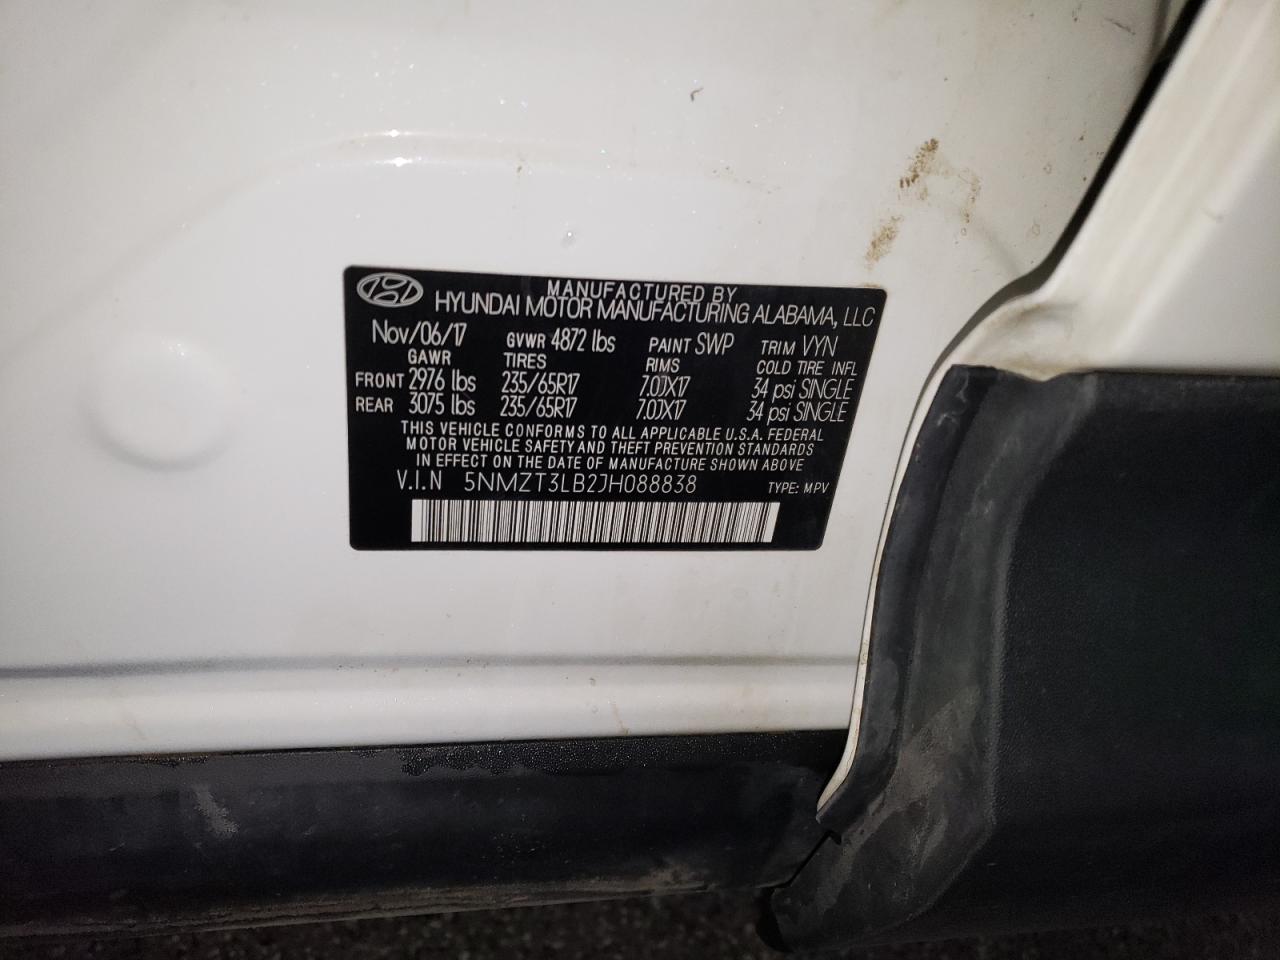 MANUFACTURED BY
HYUNDAI MOTOR MANUFACTURING ALABAMA, LLC
Nov/06/17 GVWR 4872 lbs PAINT SWP TRIM VYN
GAWR TIRES RIMS COLD TIRE INFL
FRONT 2976 lbs 235/65R17 7.0JX17 34 psi SINGLE
REAR 3075 lbs 235/65R17 7.0JX17 34 psi SINGLE
THIS VEHICLE CONFORMS TO ALL APPLICABLE U.S.A. FEDERAL
MOTOR VEHICLE SAFETY AND THEFT PREVENTION STANDARDS
IN EFFECT ON THE DATE OF MANUFACTURE SHOWN ABOVE
V.I.N 5NMZT3LB2JH088838 TYPE: MPV